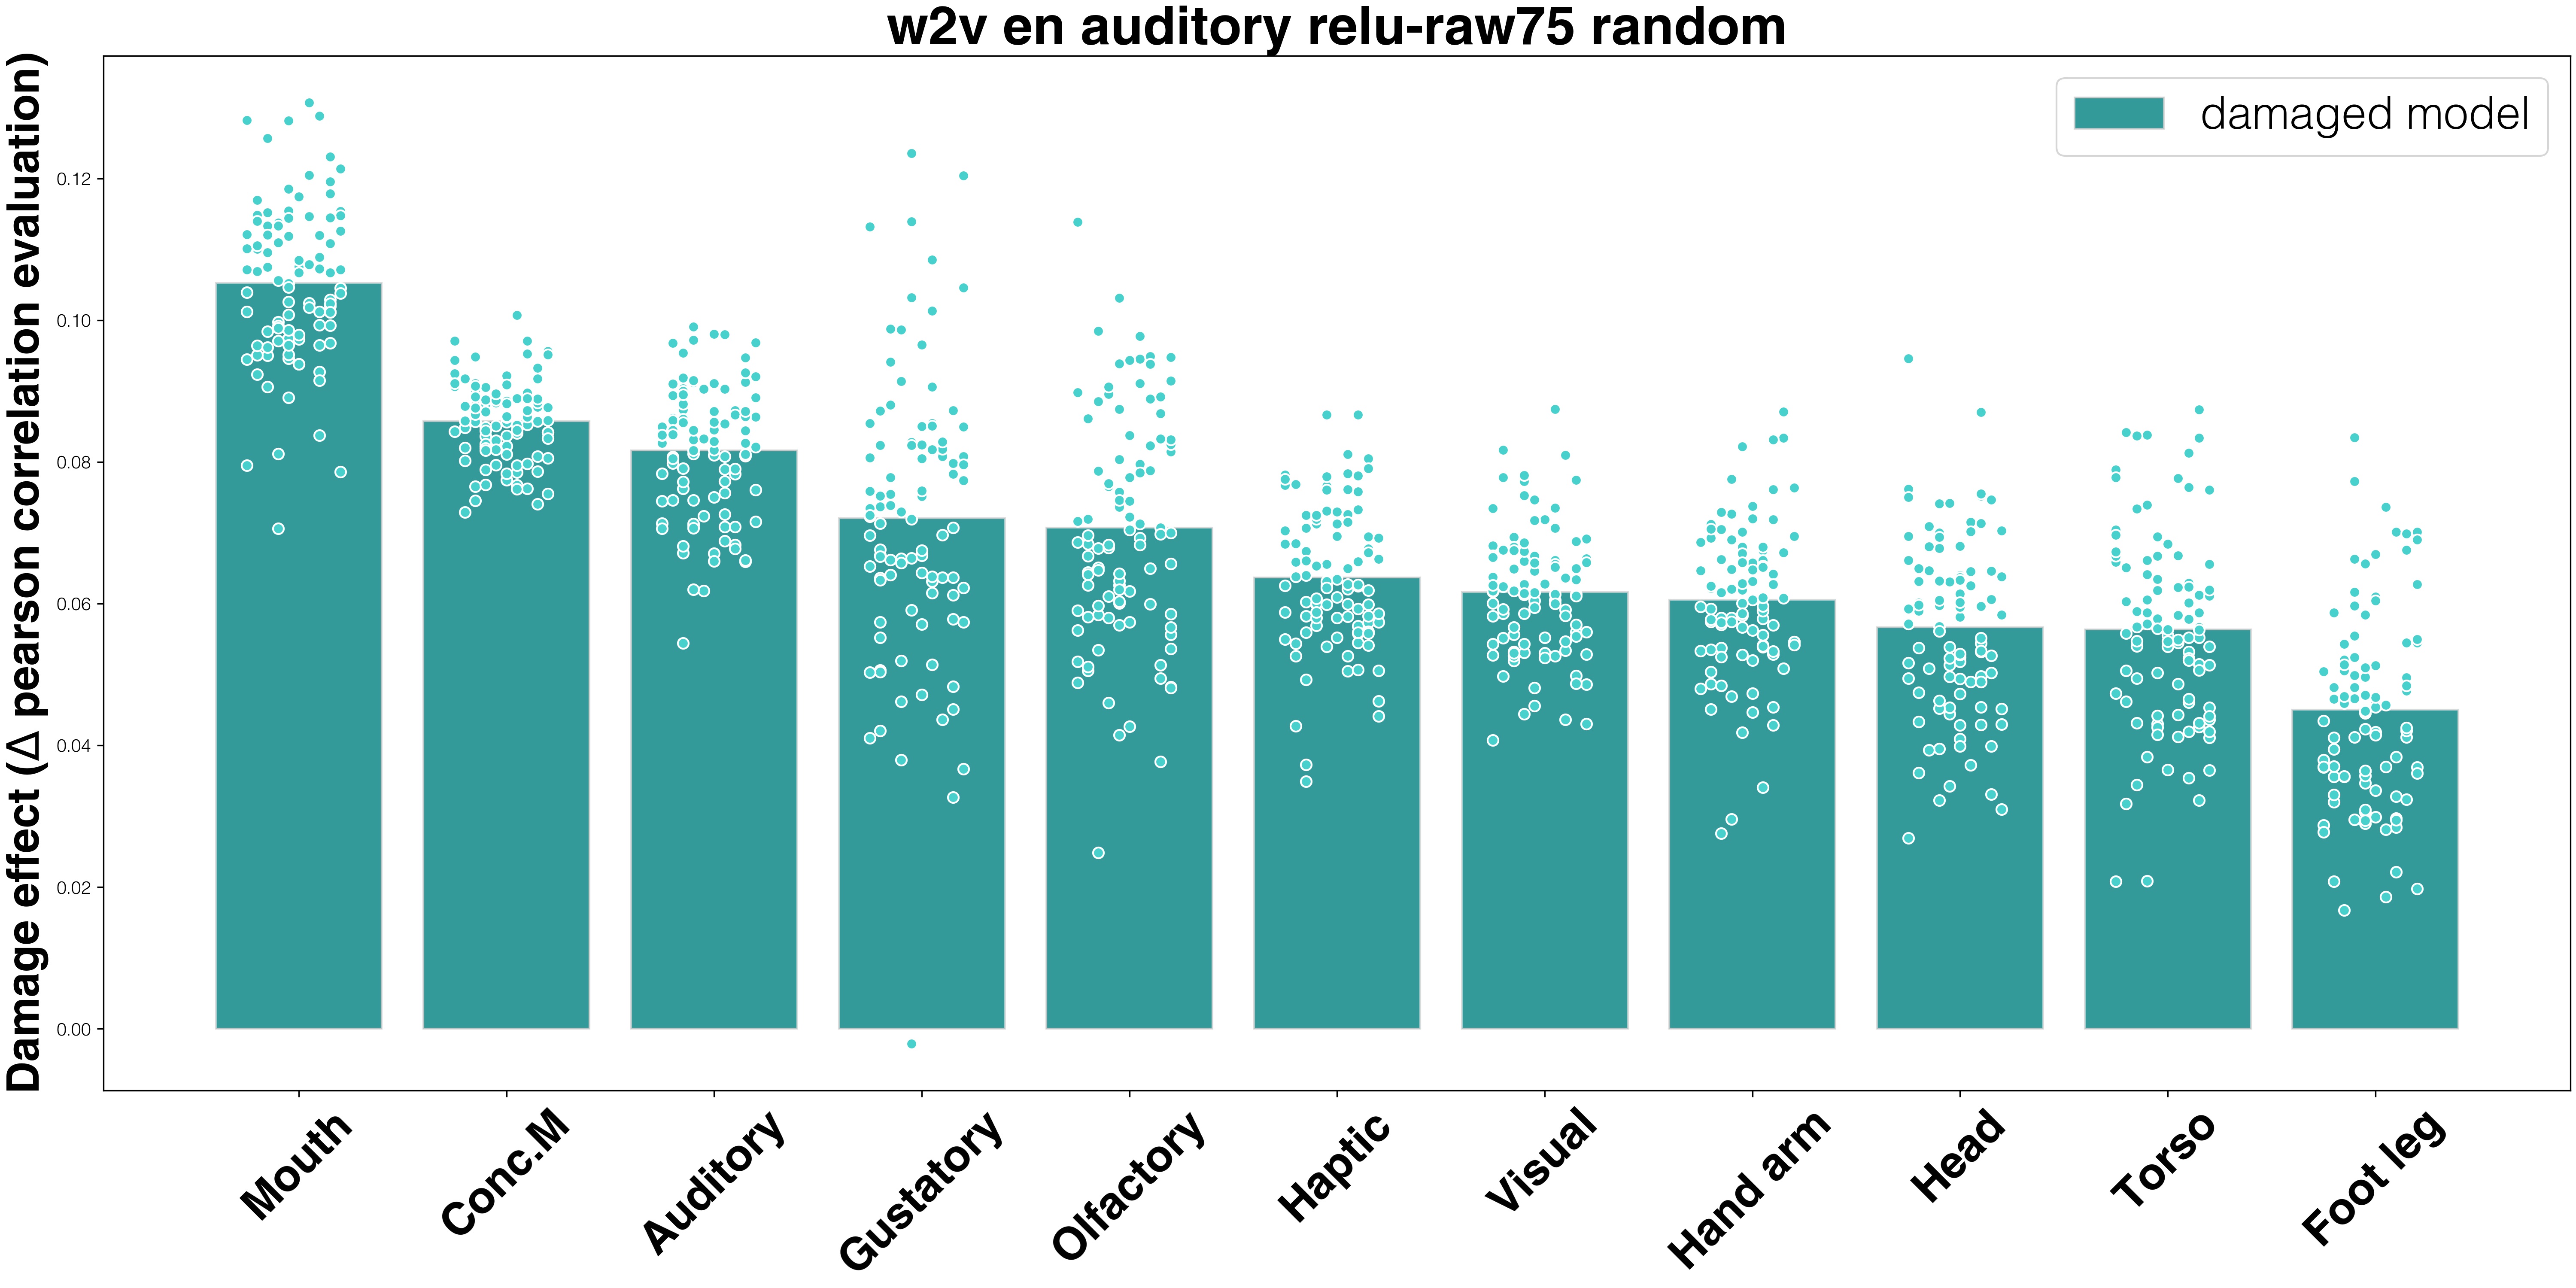 w2v en auditory relu-raw75 random
damaged model
Damage effect (Δ pearson correlation evaluation)
0.12
0.10
0.08
0.06
0.04
0.02
0.00
Mouth
Conc.M
Auditory
Gustatory
Olfactory
Haptic
Visual
Hand arm
Head
Torso
Foot leg